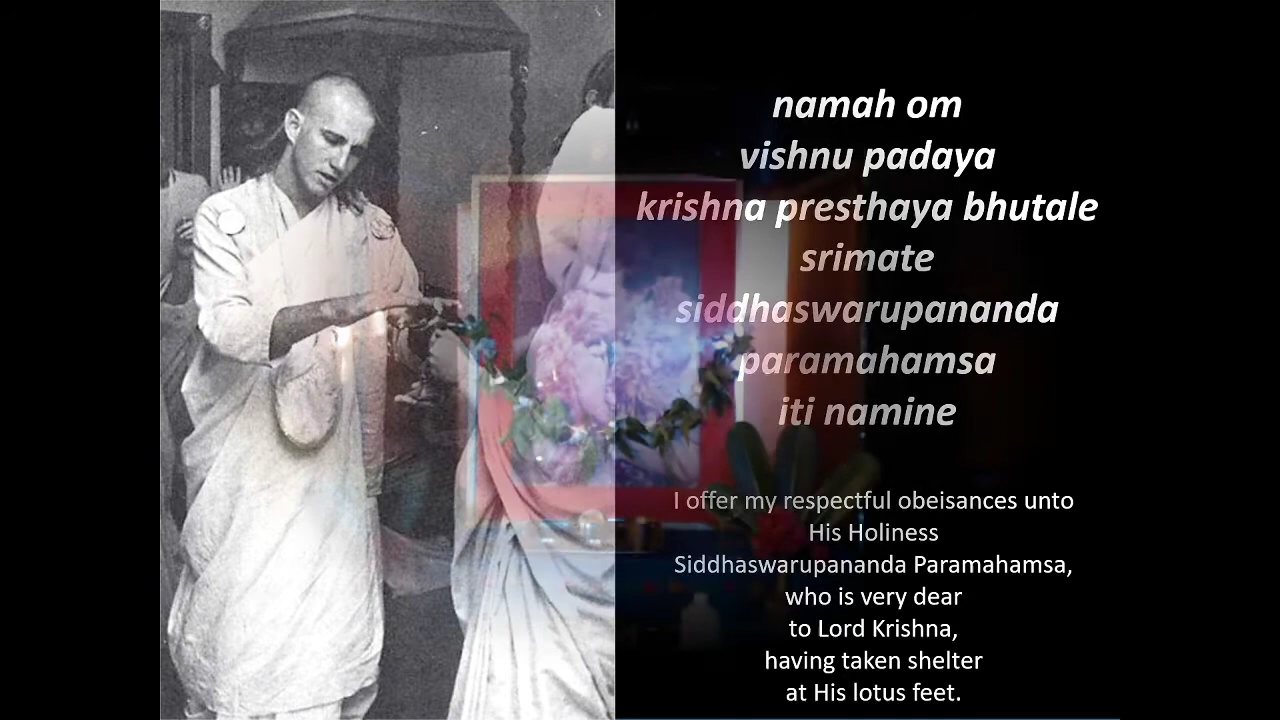 namah om
vishnu padaya
krishna presthaya bhutale
srimate
siddhaswarupananda
paramahamsa
iti namine
I offer my respectful obeisances unto
His Holiness
Siddhaswarupananda Paramahamsa,
who is very dear
to Lord Krishna,
having taken shelter
at His lotus feet.